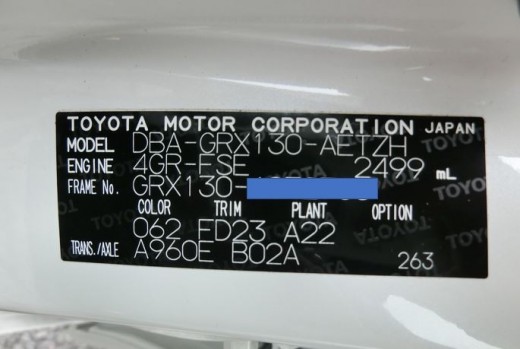 TOYOTA MOTOR CORPORATION JAPAN
MODEL DBA-GRX130-AETZH
ENGINE 4GR-FSE 2499 mL
FRAME No. GRX130-
COLOR TRIM PLANT OPTION
062 FD23 A22
TRANS./AXLE A960E B02A 263